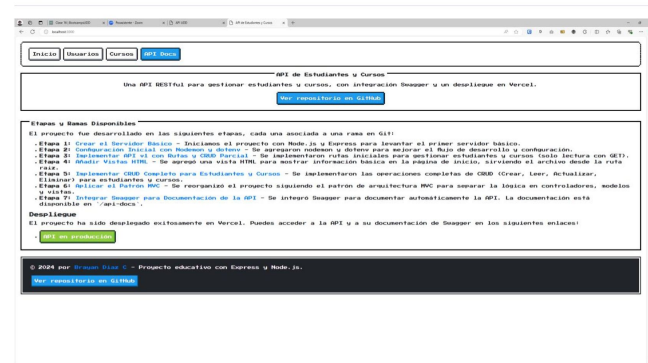 API de Estudiantes y Cursos
localhost:3000
Inicio Usuarios Cursos API Docs
API de Estudiantes y Cursos
Una API RESTful para gestionar estudiantes y cursos, con integración Swagger y un despliegue en Vercel.
Ver repositorio en GitHub
Etapas y Ramas Disponibles
El proyecto fue desarrollado en las siguientes etapas, cada una asociada a una rama en Git:
Etapa 1: Crear el Servidor Básico - Iniciamos el proyecto con Node.js y Express para levantar el primer servidor básico.
Etapa 2: Configuración Inicial con Nodemon y dotenv - Se agregaron nodemon y dotenv para mejorar el flujo de desarrollo y configuración.
Etapa 3: Implementar API v1 con Rutas y CRUD Parcial - Se implementaron rutas iniciales para gestionar estudiantes y cursos (solo lectura con GET).
Etapa 4: Añadir Vistas HTML - Se agregó una vista HTML para mostrar información básica en la página de inicio, sirviendo el archivo desde la ruta
raíz.
Etapa 5: Implementar CRUD Completo para Estudiantes y Cursos - Se implementaron las operaciones completas de CRUD (Crear, Leer, Actualizar,
Eliminar) para estudiantes y cursos.
Etapa 6: Aplicar el Patrón MVC - Se reorganizó el proyecto siguiendo el patrón de arquitectura MVC para separar la lógica en controladores, modelos
y vistas.
Etapa 7: Integrar Swagger para Documentación de la API - Se integró Swagger para documentar automáticamente la API. La documentación está
disponible en `/api-docs`.
Despliegue
El proyecto ha sido desplegado exitosamente en Vercel. Puedes acceder a la API y a su documentación de Swagger en los siguientes enlaces:
API en producción
© 2024 por Brayan Diaz C - Proyecto educativo con Express y Node.js.
Ver repositorio en GitHub